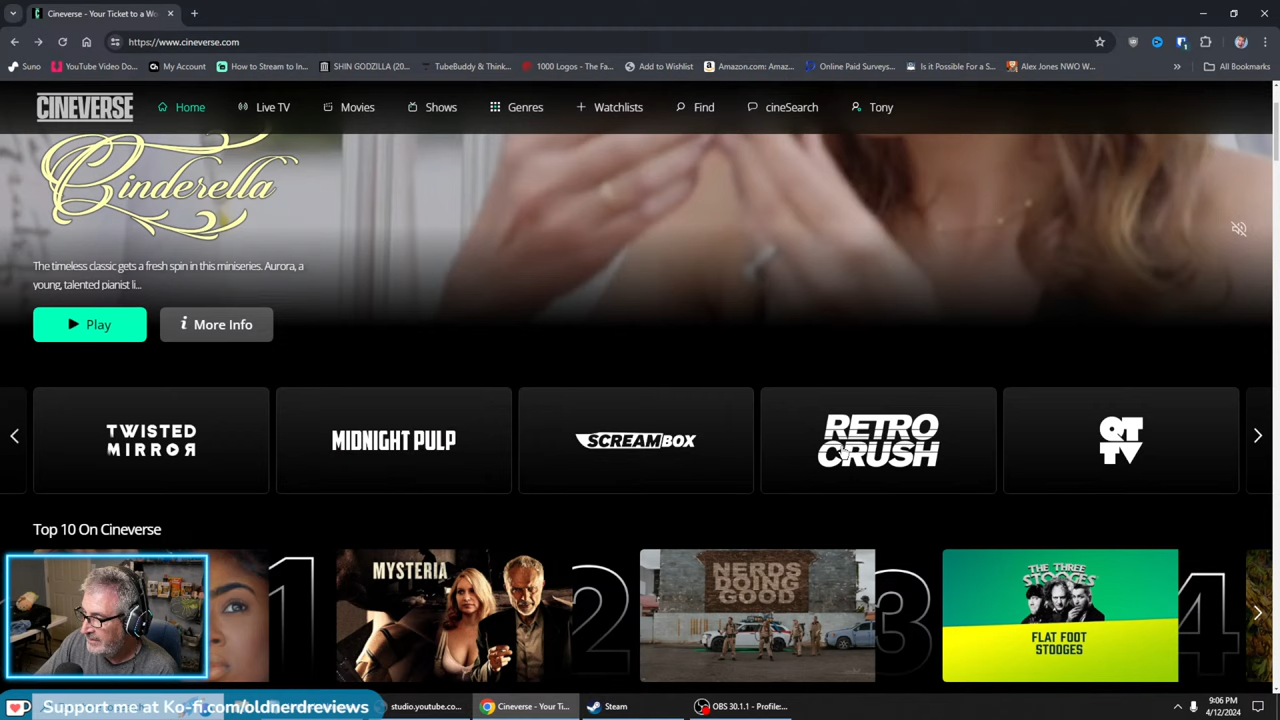 Cineverse - Your Ticket to a Wo
https://www.cineverse.com
Suno
YouTube Video Do...
My Account
How to Stream to In...
SHIN GODZILLA (20...
TubeBuddy & Think...
1000 Logos - The Fa...
Add to Wishlist
Amazon.com: Amaz...
Online Paid Surveys...
Is it Possible For a S...
Alex Jones NWO W...
All Bookmarks
CINEVERSE
Home
Live TV
Movies
Shows
Genres
Watchlists
Find
cineSearch
Tony
Cinderella
The timeless classic gets a fresh spin in this miniseries. Aurora, a
young, talented pianist li...
Play
More Info
TWISTED
MIRROR
MIDNIGHT PULP
SCREAMBOX
RETRO
CRUSH
QT
TV
Top 10 On Cineverse
1
MYSTERIA
2
NERDS
DOING
GOOD
3
THE THREE
STOOGES
FLAT FOOT
STOOGES
4
Support me at Ko-fi.com/oldnerdreviews
studio.youtube.co...
Cineverse - Your Ti...
Steam
OBS 30.1.1 - Profile:...
9:06 PM
4/12/2024